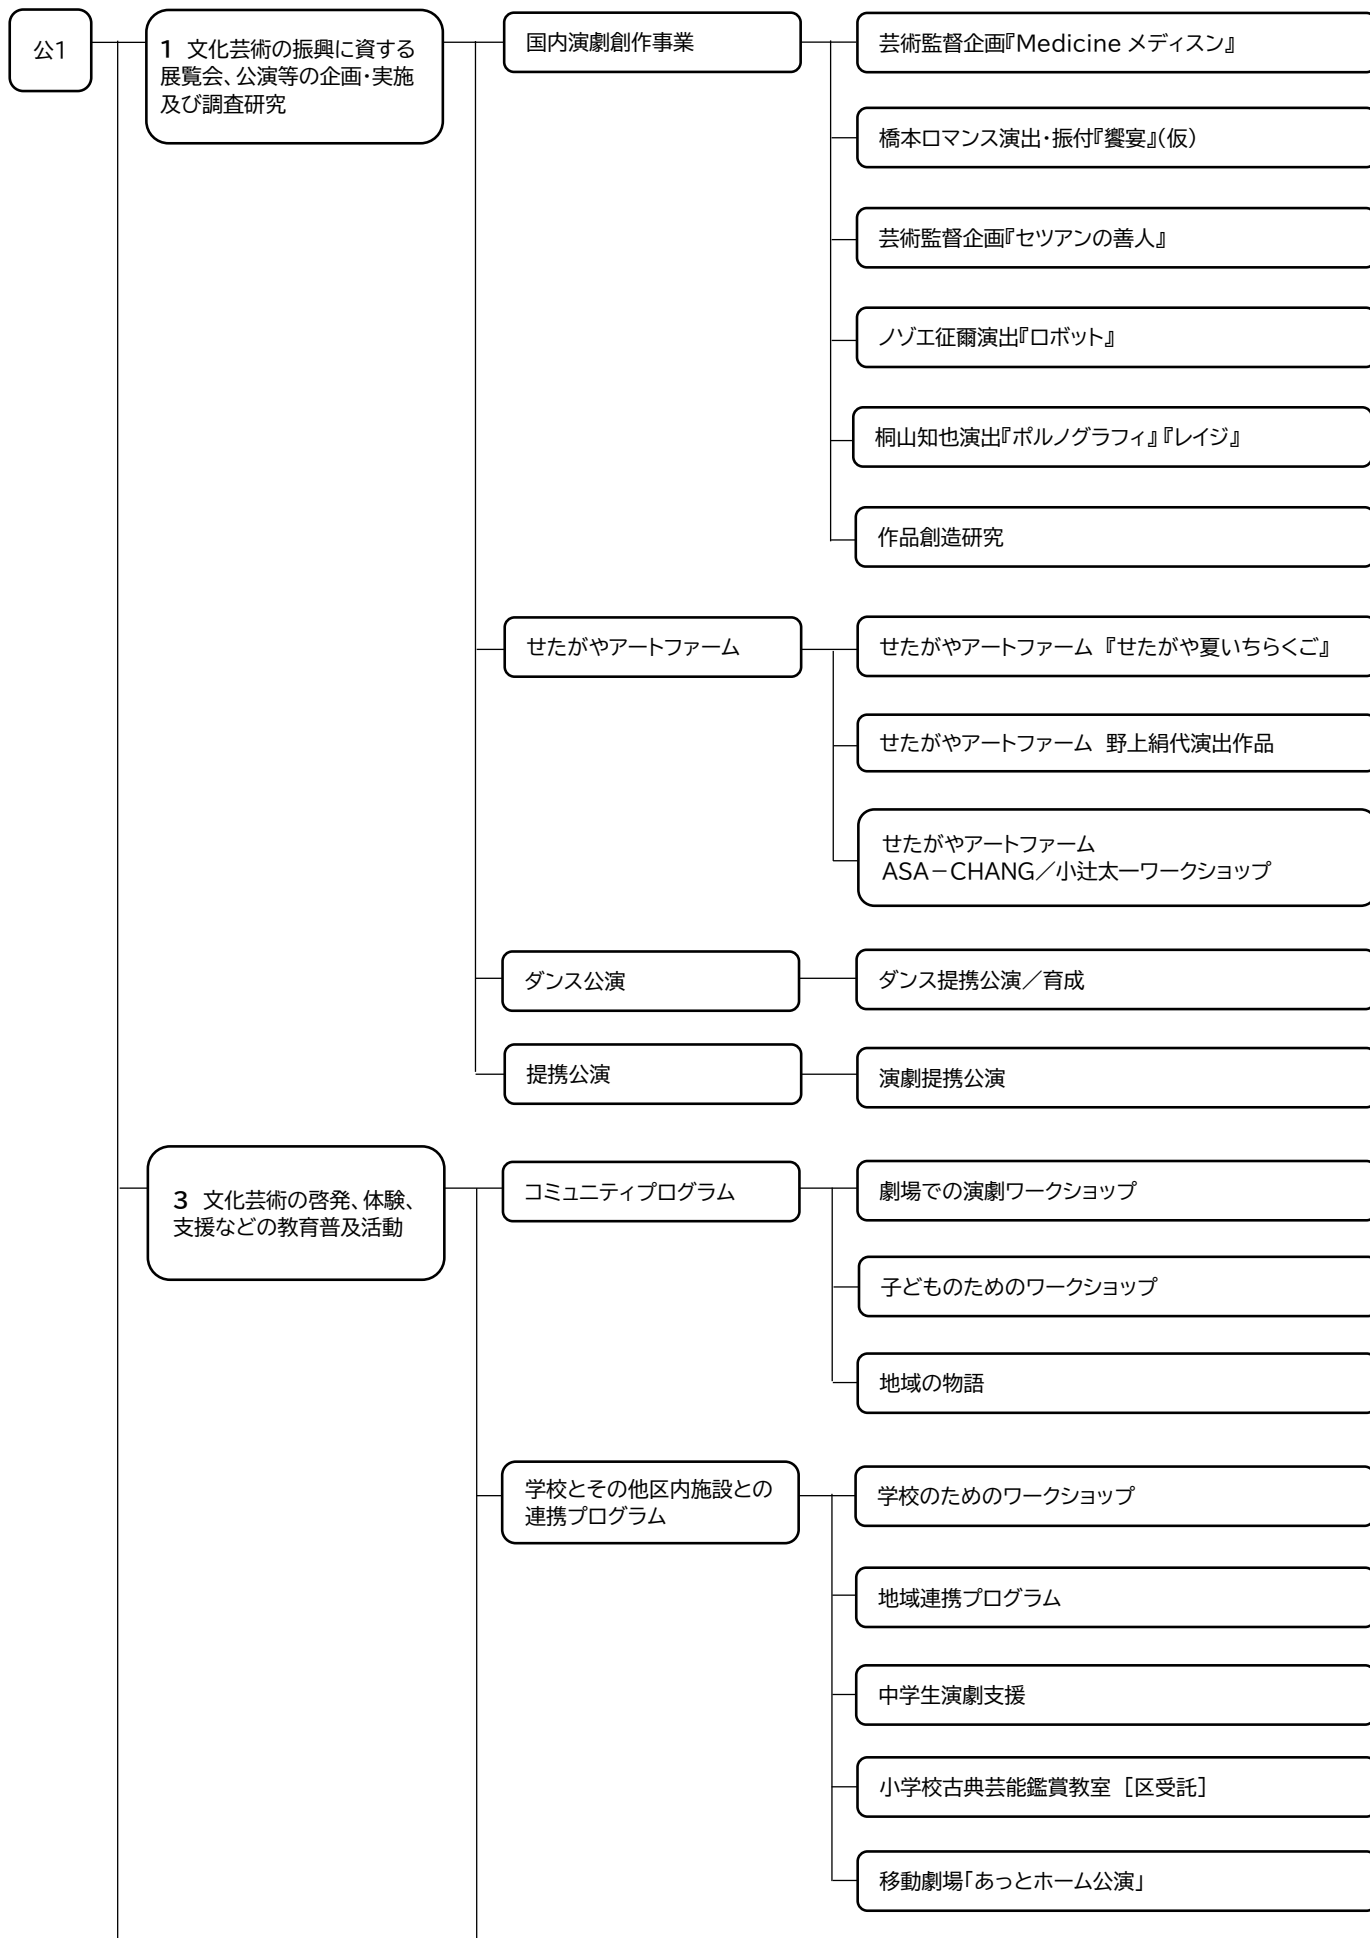 公1
1 文化芸術の振興に資する
展覧会、公演等の企画・実施
及び調査研究
国内演劇創作事業
芸術監督企画『Medicine メディスン』
橋本ロマンス演出・振付『饗宴』(仮)
芸術監督企画『セツアンの善人』
ノゾエ征爾演出『ロボット』
桐山知也演出『ポルノグラフィ』『レイジ』
作品創造研究
せたがやアートファーム
せたがやアートファーム 『せたがや夏いちらくご』
せたがやアートファーム 野上絹代演出作品
せたがやアートファーム
ASA－CHANG／小辻太一ワークショップ
ダンス公演
ダンス提携公演／育成
提携公演
演劇提携公演
3 文化芸術の啓発、体験、
支援などの教育普及活動
コミュニティプログラム
劇場での演劇ワークショップ
子どものためのワークショップ
地域の物語
学校とその他区内施設との
連携プログラム
学校のためのワークショップ
地域連携プログラム
中学生演劇支援
小学校古典芸能鑑賞教室 ［区受託］
移動劇場「あっとホーム公演」